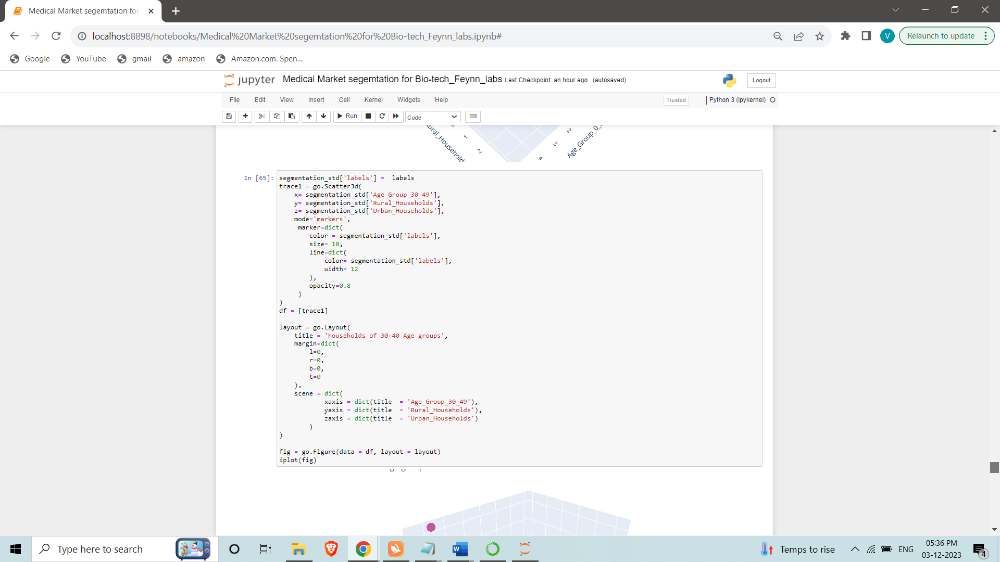 Medical Market segemtation for
localhost:8898/notebooks/Medical%20Market%20segemtation%20for%20Bio-tech_Feynn_labs.ipynb#
V
Relaunch to update
Google
YouTube
gmail
amazon
Amazon.com. Spen...
jupyter
Medical Market segemtation for Bio-tech_Feynn_labs
Last Checkpoint: an hour ago
(autosaved)
Logout
File
Edit
View
Insert
Cell
Kernel
Widgets
Help
Trusted
Python 3 (ipykernel)
Run
Code
ural_Household
1
2
2
3
4
Age_Group_0_
In [65]:
segmentation_std['labels'] =  labels
trace1 = go.Scatter3d(
    x= segmentation_std['Age_Group_30_49'],
    y= segmentation_std['Rural_Households'],
    z= segmentation_std['Urban_Households'],
    mode='markers',
     marker=dict(
        color = segmentation_std['labels'],
        size= 10,
        line=dict(
            color= segmentation_std['labels'],
            width= 12
        ),
        opacity=0.8
     )
)
df = [trace1]
layout = go.Layout(
    title = 'households of 30-40 Age groups',
    margin=dict(
        l=0,
        r=0,
        b=0,
        t=0
    ),
    scene = dict(
            xaxis = dict(title  = 'Age_Group_30_49'),
            yaxis = dict(title  = 'Rural_Households'),
            zaxis = dict(title  = 'Urban_Households')
        )
)
fig = go.Figure(data = df, layout = layout)
iplot(fig)
Type here to search
Temps to rise
ENG
05:36 PM
03-12-2023
4